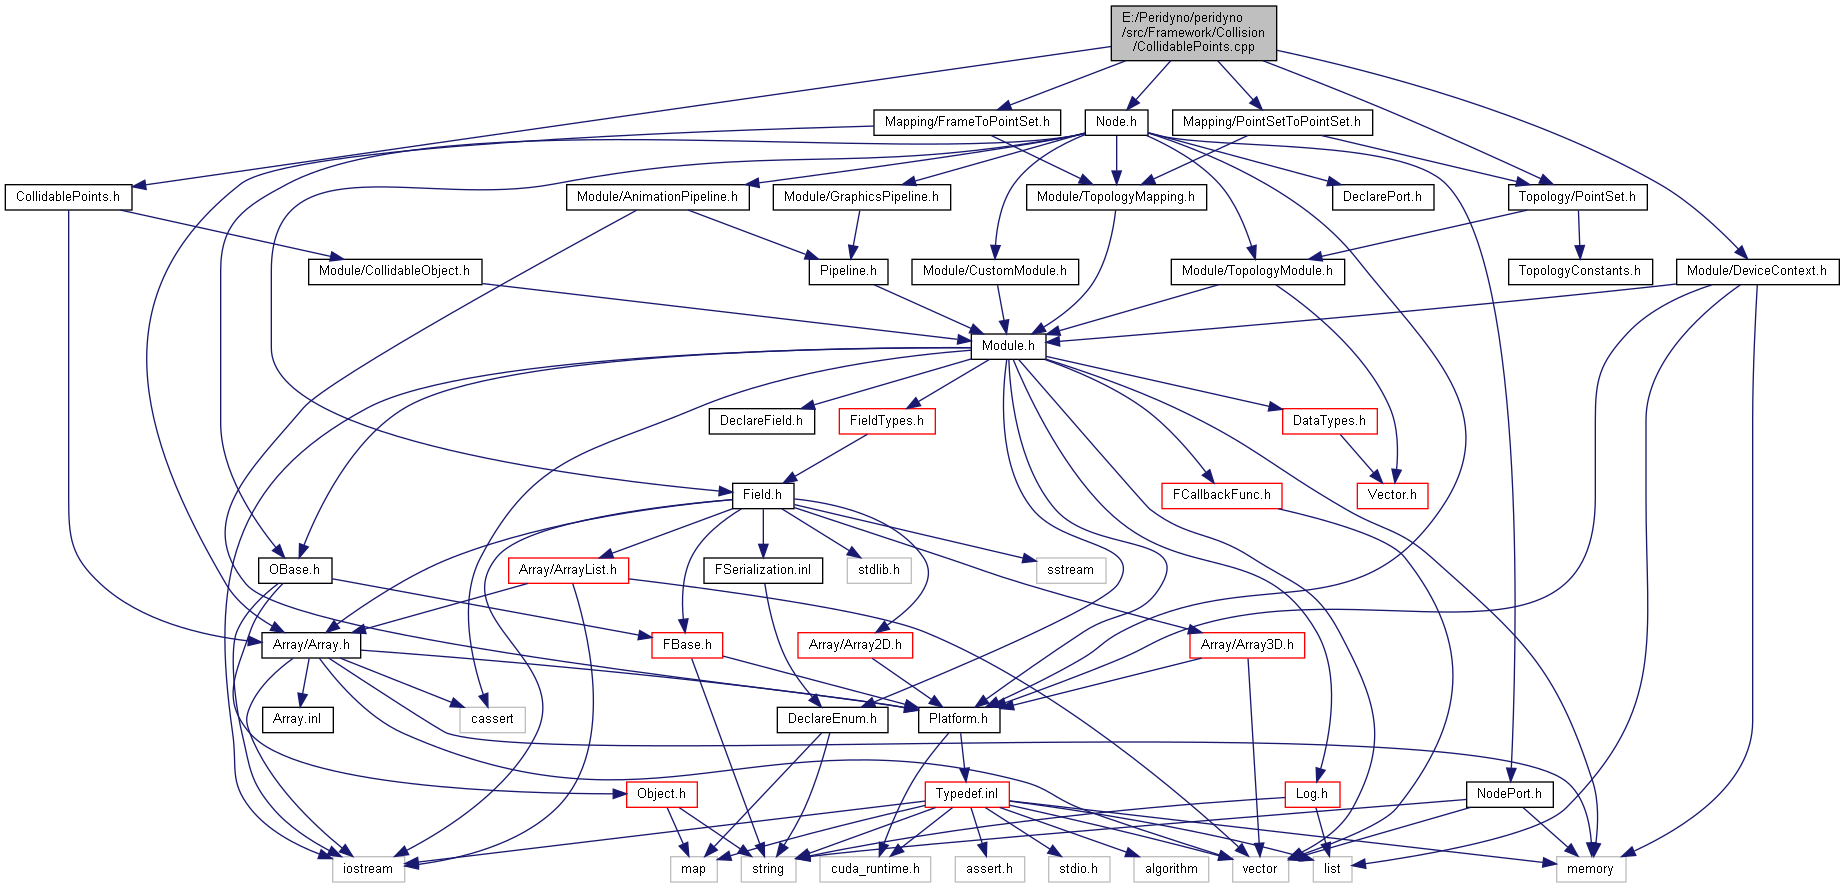 E:/Peridyno/peridyno
/src/Framework/Collision
/CollidablePoints.cpp
Mapping/FrameToPointSet.h
Node.h
Mapping/PointSetToPointSet.h
CollidablePoints.h
Module/AnimationPipeline.h
Module/GraphicsPipeline.h
Module/TopologyMapping.h
DeclarePort.h
Topology/PointSet.h
Module/CollidableObject.h
Pipeline.h
Module/CustomModule.h
Module/TopologyModule.h
TopologyConstants.h
Module/DeviceContext.h
Module.h
DeclareField.h
FieldTypes.h
DataTypes.h
Field.h
FCallbackFunc.h
Vector.h
OBase.h
Array/ArrayList.h
FSerialization.inl
stdlib.h
sstream
Array/Array.h
FBase.h
Array/Array2D.h
Array/Array3D.h
Array.inl
cassert
DeclareEnum.h
Platform.h
Object.h
Typedef.inl
Log.h
NodePort.h
iostream
map
string
cuda_runtime.h
assert.h
stdio.h
algorithm
vector
list
memory